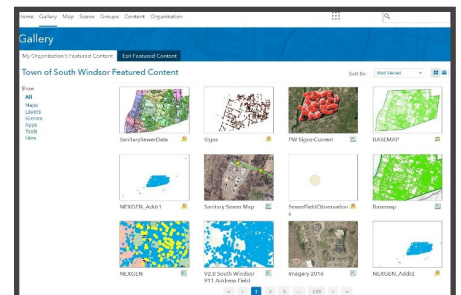 Home Gallery Map Scene Groups Content Organization
Gallery
My Organization's Featured Content Esri Featured Content
Town of South Windsor Featured Content
Sort By: Most Viewed
Show
All
Maps
Layers
Scenes
Apps
Tools
Files
SanitarySewerData
Signs
PW Signs-Current
BASEMAP
NEXGEN_Addr1
Sanitary Sewer Map
SewerFieldObservation
s
Basemap
NEXGEN
V2.0 South Windsor
911 Address Field
Imagery 2016
NEXGEN_Addr2
« ‹ 1 2 3 ... 109 › »